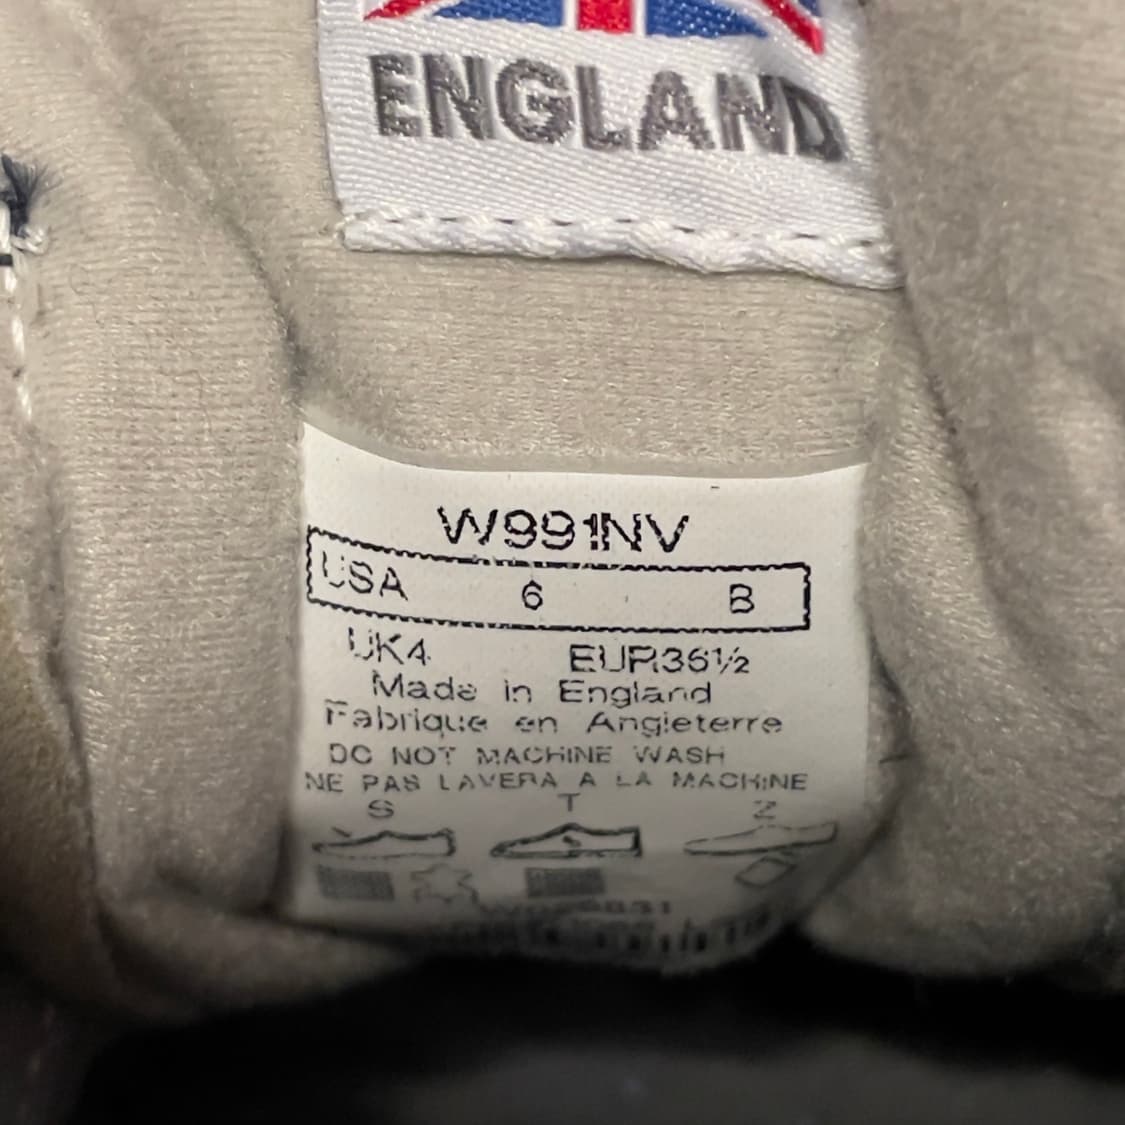 ENGLAND
W991NV
USA 6 B
UK4 EUR36½
Made in England
Fabrique en Angleterre
DO NOT MACHINE WASH
NE PAS LAVERA A LA MACHINE
S T Z